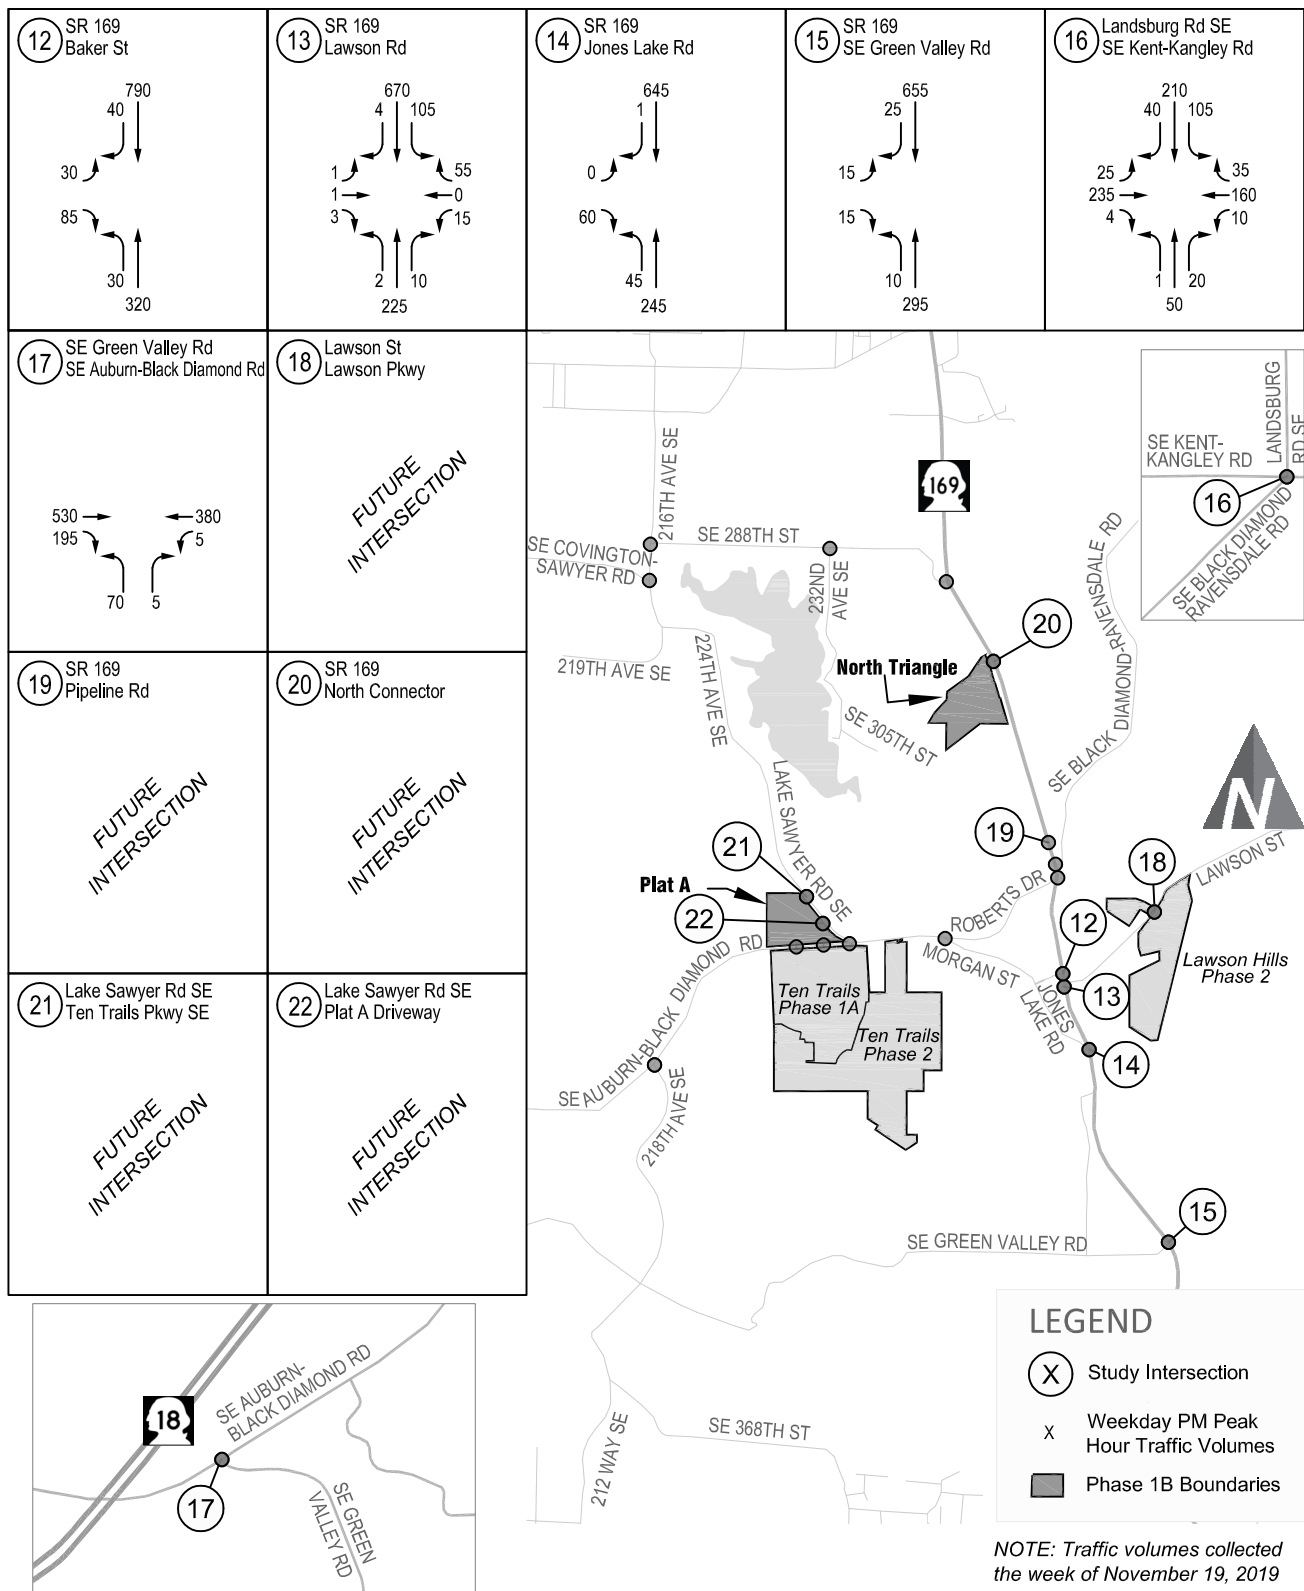 12
SR 169
Baker St
790
40
30
85
30
320
13
SR 169
Lawson Rd
670
4
105
1
55
1
0
3
15
2
10
225
14
SR 169
Jones Lake Rd
645
1
0
60
45
245
15
SR 169
SE Green Valley Rd
655
25
15
15
10
295
16
Landsburg Rd SE
SE Kent-Kangley Rd
210
40
105
25
35
235
160
4
10
1
20
50
17
SE Green Valley Rd
SE Auburn-Black Diamond Rd
530
380
195
5
70
5
18
Lawson St
Lawson Pkwy
FUTURE
INTERSECTION
19
SR 169
Pipeline Rd
FUTURE
INTERSECTION
20
SR 169
North Connector
FUTURE
INTERSECTION
21
Lake Sawyer Rd SE
Ten Trails Pkwy SE
FUTURE
INTERSECTION
22
Lake Sawyer Rd SE
Plat A Driveway
FUTURE
INTERSECTION
216TH AVE SE
169
SE 288TH ST
SE COVINGTON-
SAWYER RD
232ND
AVE SE
SE BLACK DIAMOND-RAVENSDALE RD
219TH AVE SE
224TH AVE SE
North Triangle
20
SE 305TH ST
LAKE SAWYER RD SE
19
21
Plat A
22
18
LAWSON ST
ROBERTS DR
12
MORGAN ST
13
JONES
LAKE RD
14
Lawson Hills
Phase 2
Ten Trails
Phase 1A
Ten Trails
Phase 2
SE AUBURN-BLACK DIAMOND RD
218TH AVE SE
15
SE GREEN VALLEY RD
212 WAY SE
SE 368TH ST
N
SE KENT-
KANGLEY RD
LANDSBURG
RD SE
16
SE BLACK DIAMOND
RAVENSDALE RD
18
SE AUBURN-
BLACK DIAMOND RD
17
SE GREEN
VALLEY RD
LEGEND
X Study Intersection
X Weekday PM Peak
Hour Traffic Volumes
Phase 1B Boundaries
NOTE: Traffic volumes collected
the week of November 19, 2019